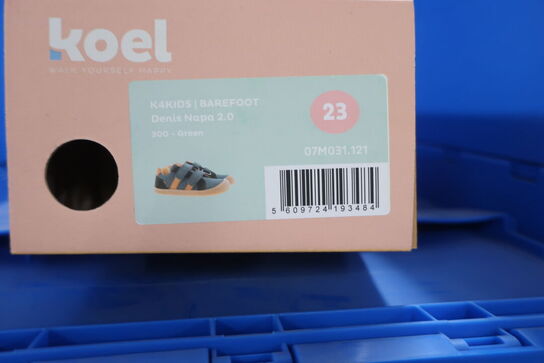 koel
WALK YOURSELF HAPPY
K4KIDS | BAREFOOT
Denis Napa 2.0
300 - Green
23
07M031.121
5 609724 193484